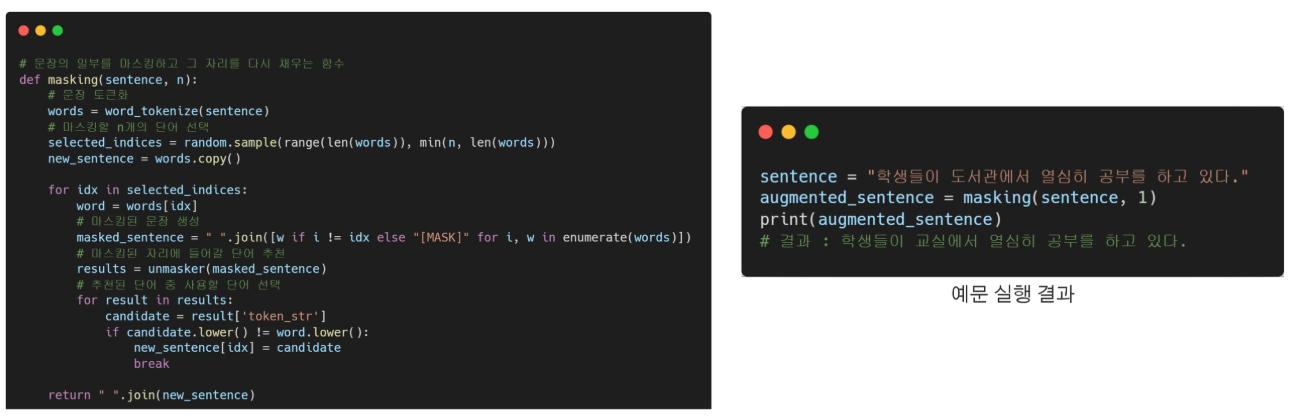 # 문장의 일부를 마스킹하고 그 자리를 다시 채우는 함수
def masking(sentence, n):
    # 문장 토큰화
    words = word_tokenize(sentence)
    # 마스킹할 n개의 단어 선택
    selected_indices = random.sample(range(len(words)), min(n, len(words)))
    new_sentence = words.copy()

    for idx in selected_indices:
        word = words[idx]
        # 마스킹된 문장 생성
        masked_sentence = " ".join([w if i != idx else "[MASK]" for i, w in enumerate(words)])
        # 마스킹된 자리에 들어갈 단어 추천
        results = unmasker(masked_sentence)
        # 추천된 단어 중 사용할 단어 선택
        for result in results:
            candidate = result['token_str']
            if candidate.lower() != word.lower():
                new_sentence[idx] = candidate
                break

    return " ".join(new_sentence)

sentence = "학생들이 도서관에서 열심히 공부를 하고 있다."
augmented_sentence = masking(sentence, 1)
print(augmented_sentence)
# 결과 : 학생들이 교실에서 열심히 공부를 하고 있다.
예문 실행 결과